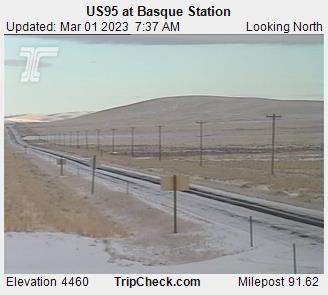 US95 at Basque Station
Updated: Mar 01 2023 7:37 AM Looking North
Elevation 4460 TripCheck.com Milepost 91.62